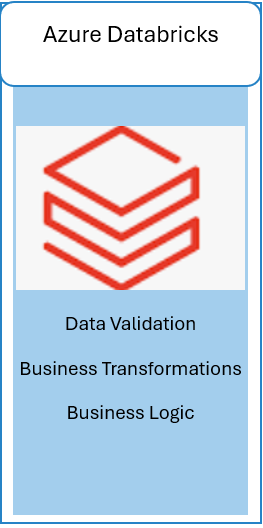 Azure Databricks
Data Validation
Business Transformations
Business Logic